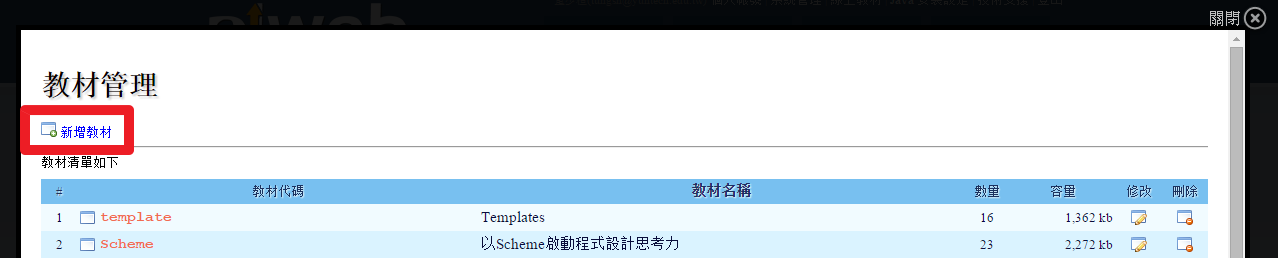 關閉
教材管理
新增教材
教材清單如下
# 教材代碼 教材名稱 數量 容量 修改 刪除
1 template Templates 16 1,362 kb
2 Scheme 以Scheme啟動程式設計思考力 23 2,272 kb